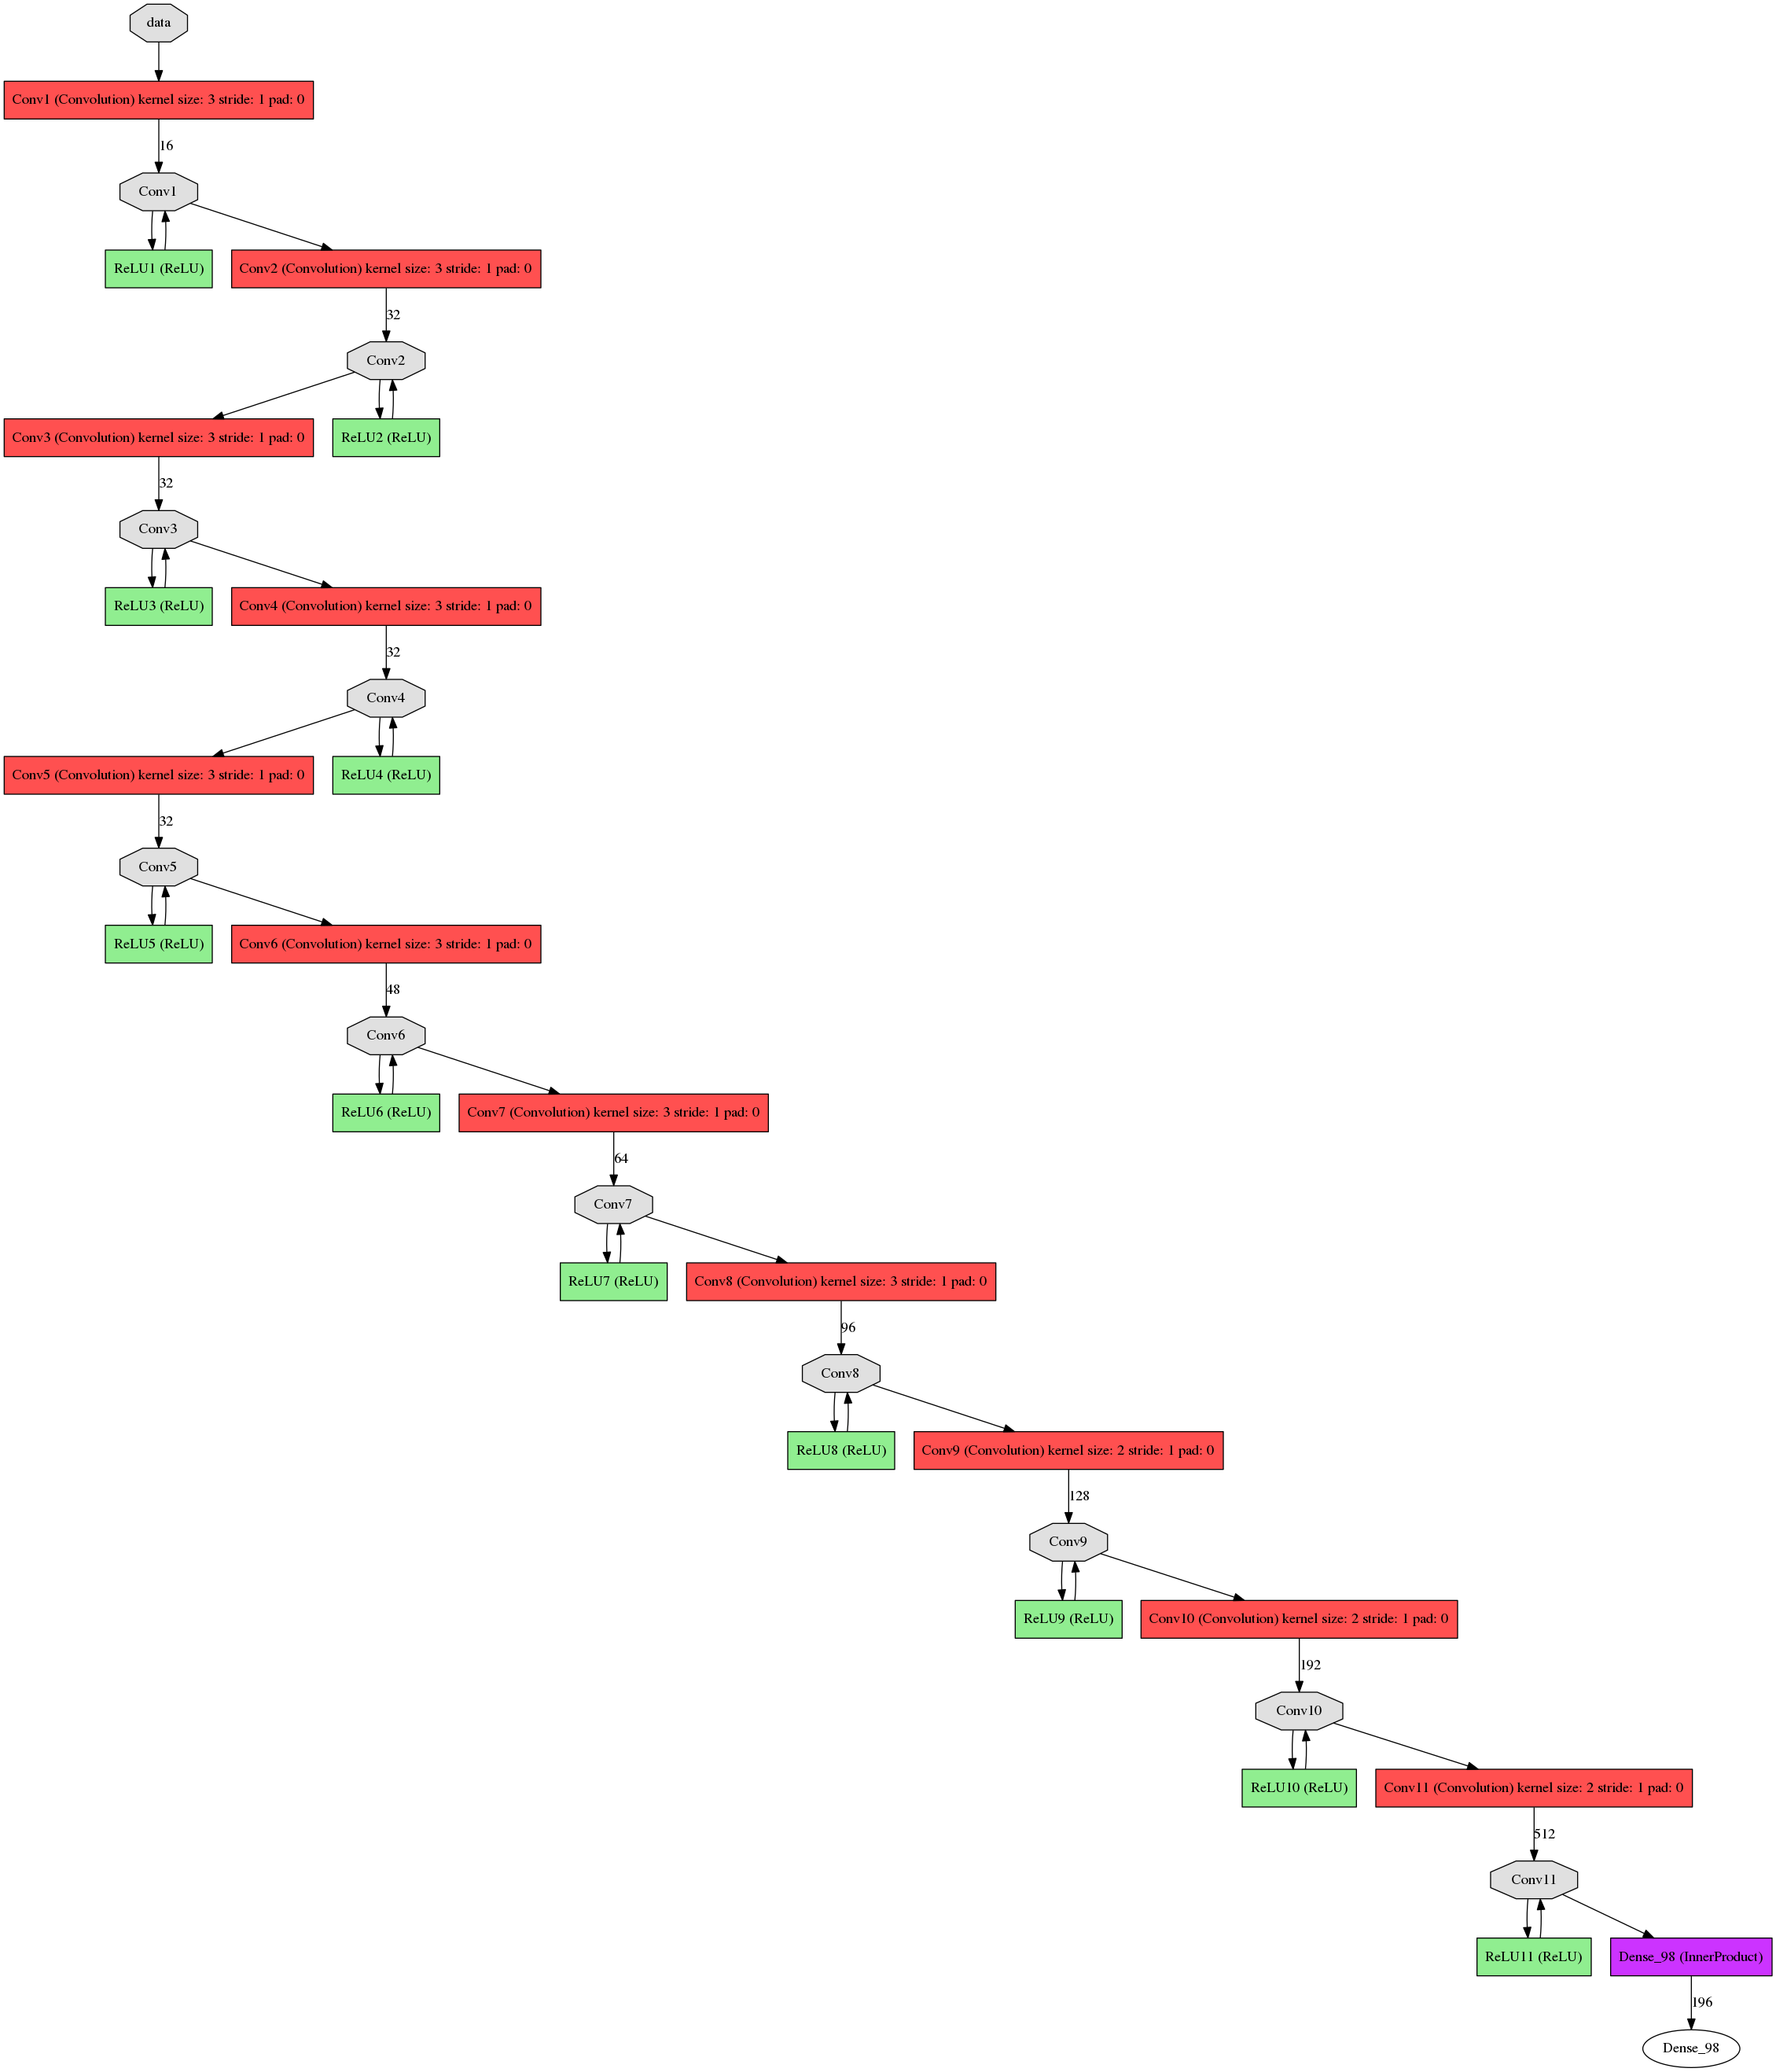 data
Conv1 (Convolution) kernel size: 3 stride: 1 pad: 0
16
Conv1
ReLU1 (ReLU)
Conv2 (Convolution) kernel size: 3 stride: 1 pad: 0
32
Conv2
Conv3 (Convolution) kernel size: 3 stride: 1 pad: 0
ReLU2 (ReLU)
32
Conv3
ReLU3 (ReLU)
Conv4 (Convolution) kernel size: 3 stride: 1 pad: 0
32
Conv4
Conv5 (Convolution) kernel size: 3 stride: 1 pad: 0
ReLU4 (ReLU)
32
Conv5
ReLU5 (ReLU)
Conv6 (Convolution) kernel size: 3 stride: 1 pad: 0
48
Conv6
ReLU6 (ReLU)
Conv7 (Convolution) kernel size: 3 stride: 1 pad: 0
64
Conv7
ReLU7 (ReLU)
Conv8 (Convolution) kernel size: 3 stride: 1 pad: 0
96
Conv8
ReLU8 (ReLU)
Conv9 (Convolution) kernel size: 2 stride: 1 pad: 0
128
Conv9
ReLU9 (ReLU)
Conv10 (Convolution) kernel size: 2 stride: 1 pad: 0
192
Conv10
ReLU10 (ReLU)
Conv11 (Convolution) kernel size: 2 stride: 1 pad: 0
512
Conv11
ReLU11 (ReLU)
Dense_98 (InnerProduct)
196
Dense_98